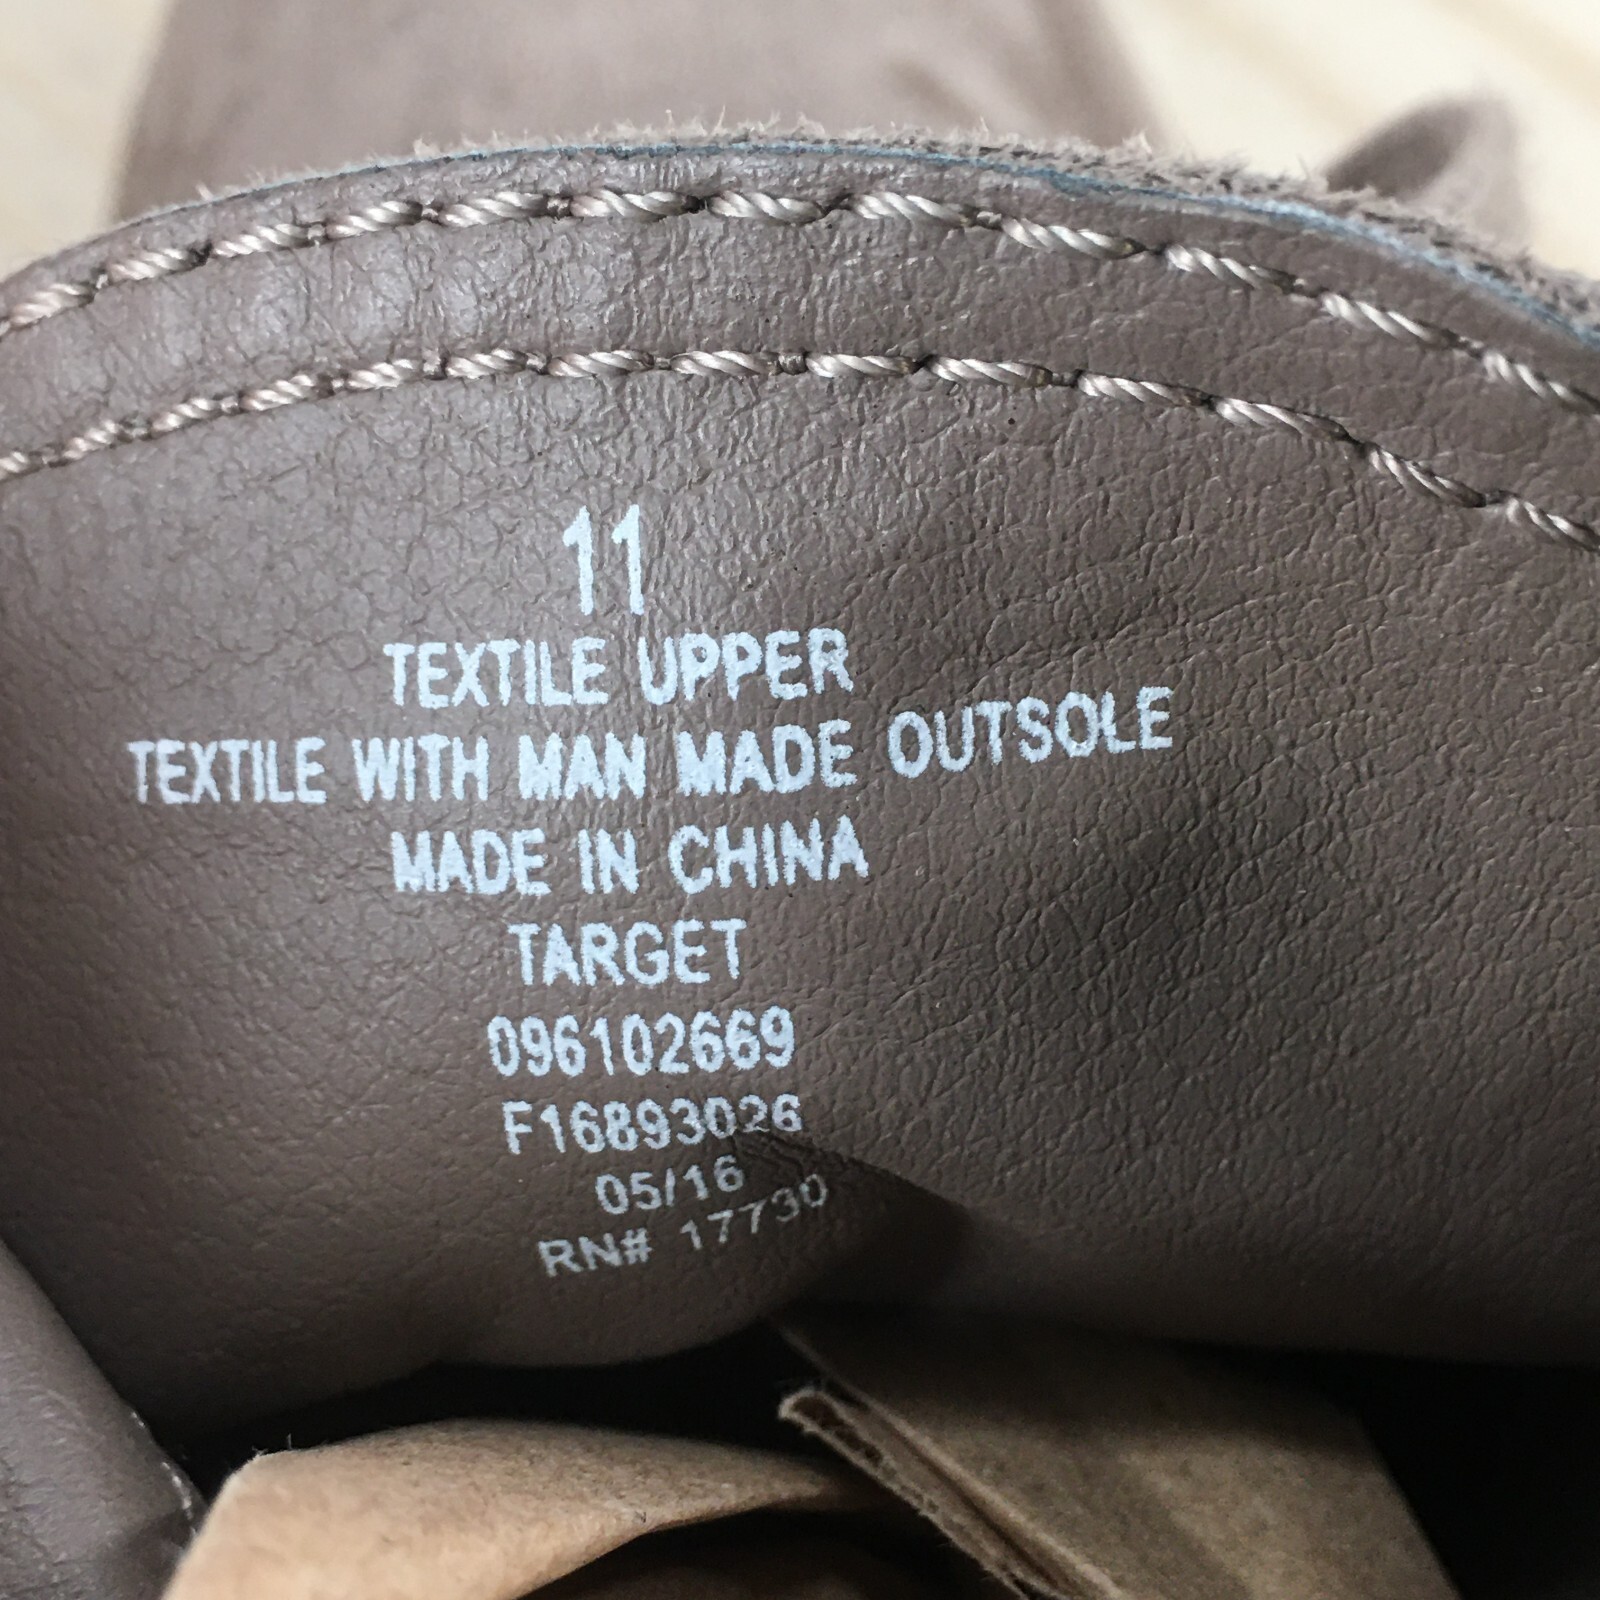 11
TEXTILE UPPER
TEXTILE WITH MAN MADE OUTSOLE
MADE IN CHINA
TARGET
096102669
F16893026
05/16
RN# 17730